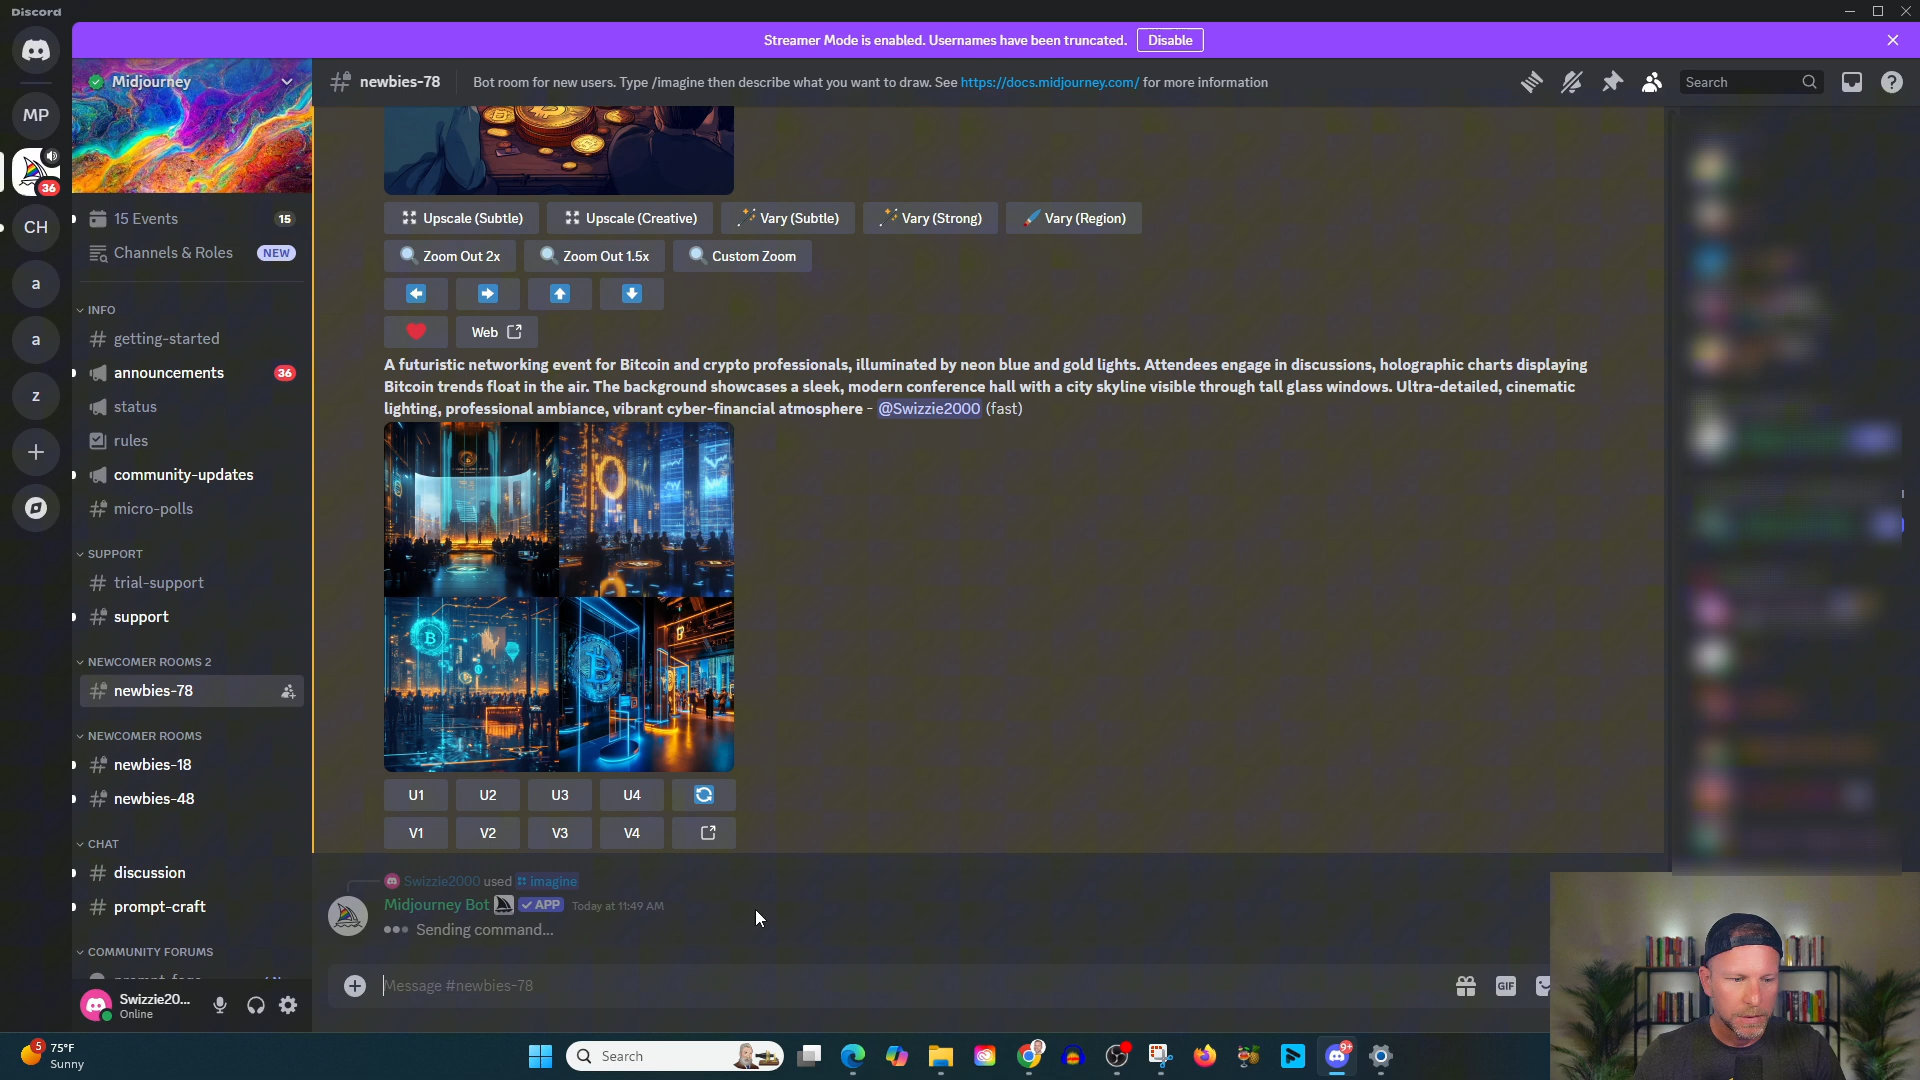 Discord
Streamer Mode is enabled. Usernames have been truncated. Disable
Midjourney
newbies-78
Bot room for new users. Type /imagine then describe what you want to draw. See https://docs.midjourney.com/ for more information
Search
MP
36
CH
a
a
z
15 Events 15
Channels & Roles NEW
INFO
getting-started
announcements 36
status
rules
community-updates
micro-polls
SUPPORT
trial-support
support
NEWCOMER ROOMS 2
newbies-78
NEWCOMER ROOMS
newbies-18
newbies-48
CHAT
discussion
prompt-craft
COMMUNITY FORUMS
Swizzie20...
Online
Upscale (Subtle) Upscale (Creative) Vary (Subtle) Vary (Strong) Vary (Region)
Zoom Out 2x Zoom Out 1.5x Custom Zoom
Web
A futuristic networking event for Bitcoin and crypto professionals, illuminated by neon blue and gold lights. Attendees engage in discussions, holographic charts displaying
Bitcoin trends float in the air. The background showcases a sleek, modern conference hall with a city skyline visible through tall glass windows. Ultra-detailed, cinematic
lighting, professional ambiance, vibrant cyber-financial atmosphere - @Swizzie2000 (fast)
U1 U2 U3 U4
V1 V2 V3 V4
Swizzie2000 used imagine
Midjourney Bot APP Today at 11:49 AM
Sending command...
Message #newbies-78
GIF
5
75°F
Sunny
Search
9+